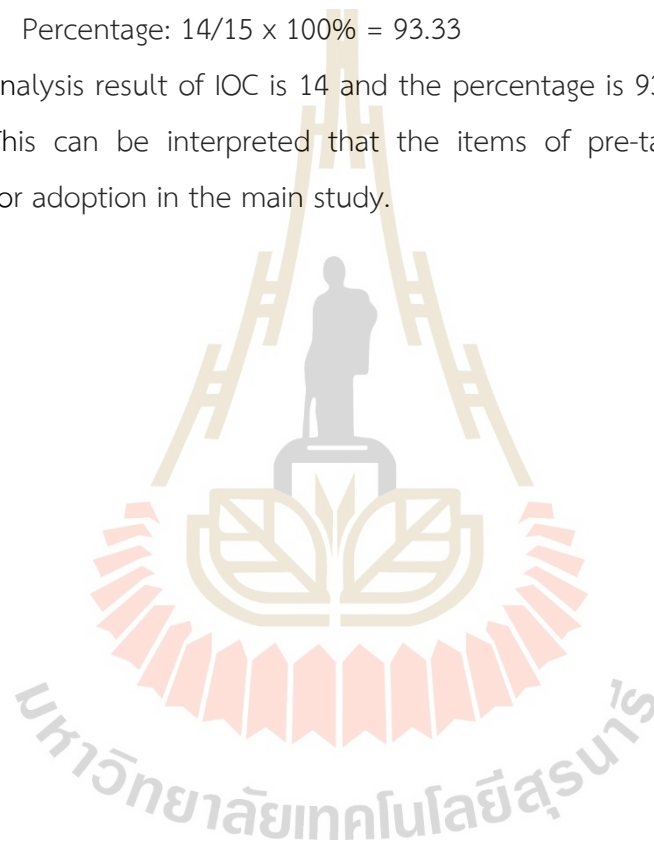 Percentage: 14/15 x 100% = 93.33
nalysis result of IOC is 14 and the percentage is 93
This can be interpreted that the items of pre-ta
or adoption in the main study.
มหาวิทยาลัยเทคโนโลยีสุรนารี